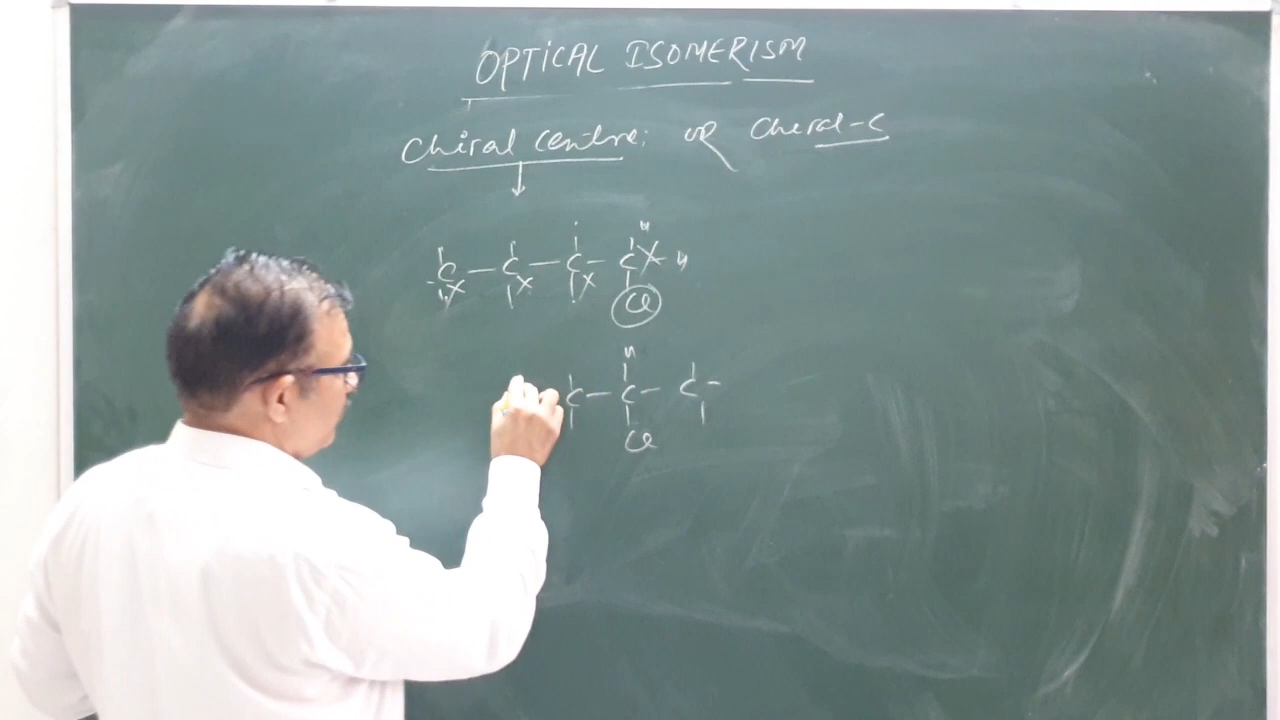 OPTICAL ISOMERISM
Chiral centre: OR Chiral-C
C - C - C - C - H
H
Cl
H
C - C - C -
Cl